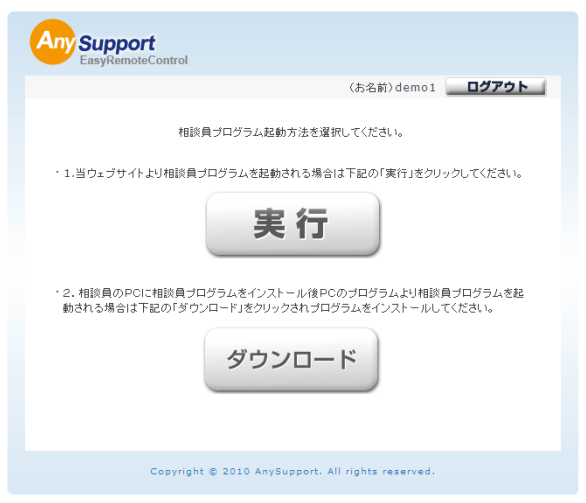 Any Support
EasyRemoteControl
(お名前)demo1 ログアウト
相談員プログラム起動方法を選択してください。
・1.当ウェブサイトより相談員プログラムを起動される場合は下記の「実行」をクリックしてください。
実行
・2. 相談員のPCに相談員プログラムをインストール後PCのプログラムより相談員プログラムを起
動される場合は下記の「ダウンロード」をクリックされプログラムをインストールしてください。
ダウンロード
Copyright © 2010 AnySupport. All rights reserved.